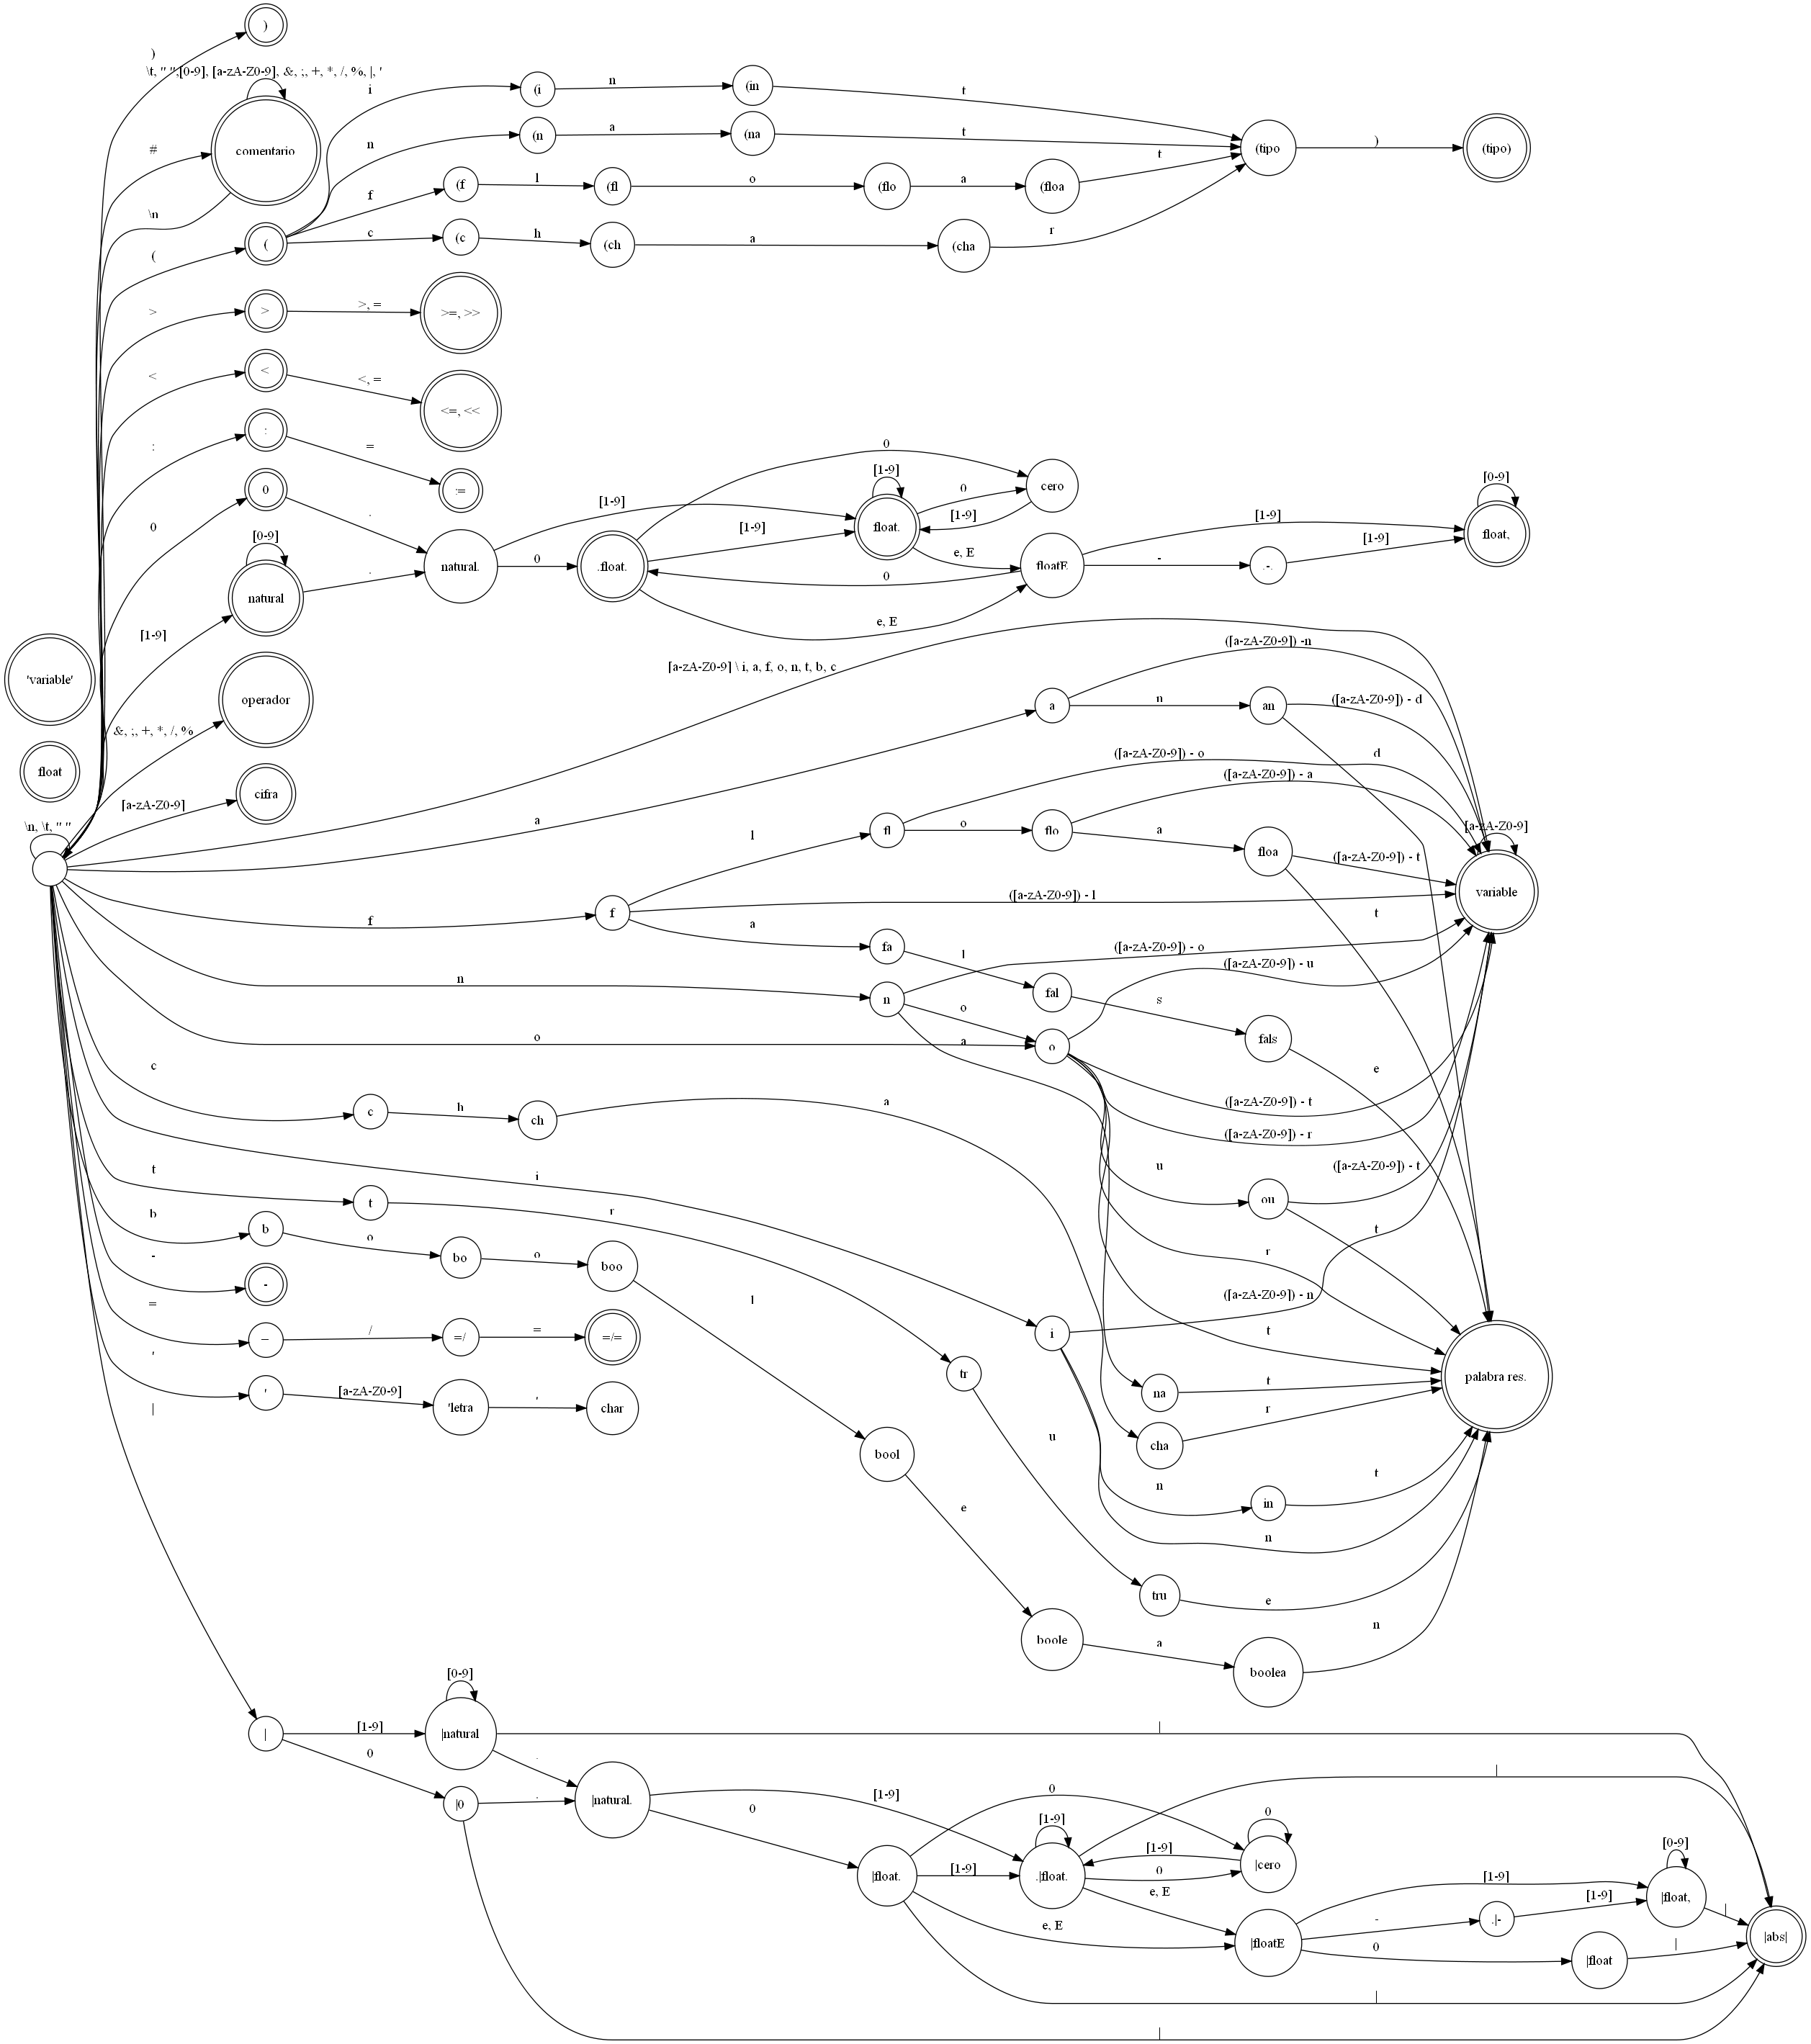 )
)
\t, " ",[0-9], [a-zA-Z0-9], &, ;,, +, *, /, %, |, '
#
comentario
\n
i
(i
n
(in
t
n
(n
a
(na
t
(tipo
)
(tipo)
f
(f
l
(fl
o
(flo
a
(floa
t
(
(
c
(c
h
(ch
a
(cha
r
>
>
>, =
>=, >>
<
<
<, =
<=, <<
:
:
=
:=
0
0
.
[0-9]
natural
.
[1-9]
natural.
[1-9]
0
.float.
0
[1-9]
[1-9]
float.
0
cero
[1-9]
e, E
0
floatE
e, E
[1-9]
-
.-.
[1-9]
[0-9]
float,
'variable'
float
operador
&, ;,, +, *, /, %
cifra
[a-zA-Z0-9]
\n, \t, " "
[a-zA-Z0-9] \ i, a, f, o, n, t, b, c
a
a
([a-zA-Z0-9]) -n
n
an
([a-zA-Z0-9]) - d
d
f
f
l
fl
([a-zA-Z0-9]) - o
o
flo
([a-zA-Z0-9]) - a
a
floa
([a-zA-Z0-9]) - t
t
([a-zA-Z0-9]) - l
[a-zA-Z0-9]
variable
a
fa
l
fal
s
fals
e
n
n
([a-zA-Z0-9]) - o
o
a
o
o
([a-zA-Z0-9]) - u
([a-zA-Z0-9]) - t
([a-zA-Z0-9]) - r
u
ou
([a-zA-Z0-9]) - t
t
r
t
c
c
h
ch
a
cha
r
na
t
i
i
([a-zA-Z0-9]) - n
n
in
t
n
palabra res.
t
t
r
tr
u
tru
e
b
b
o
bo
o
boo
l
bool
e
boole
a
boolea
n
-
-
=
=
/
=/
=
=/=
'
'
[a-zA-Z0-9]
'letra
'
char
|
|
[1-9]
[0-9]
|natural
|
.
0
|0
.
|
|natural.
[1-9]
0
|float.
0
[1-9]
e, E
|
[1-9]
.|float.
|
[1-9]
0
e, E
0
|cero
|floatE
[1-9]
-
.|-
[1-9]
0
|float
|
[0-9]
|float,
|
|abs|